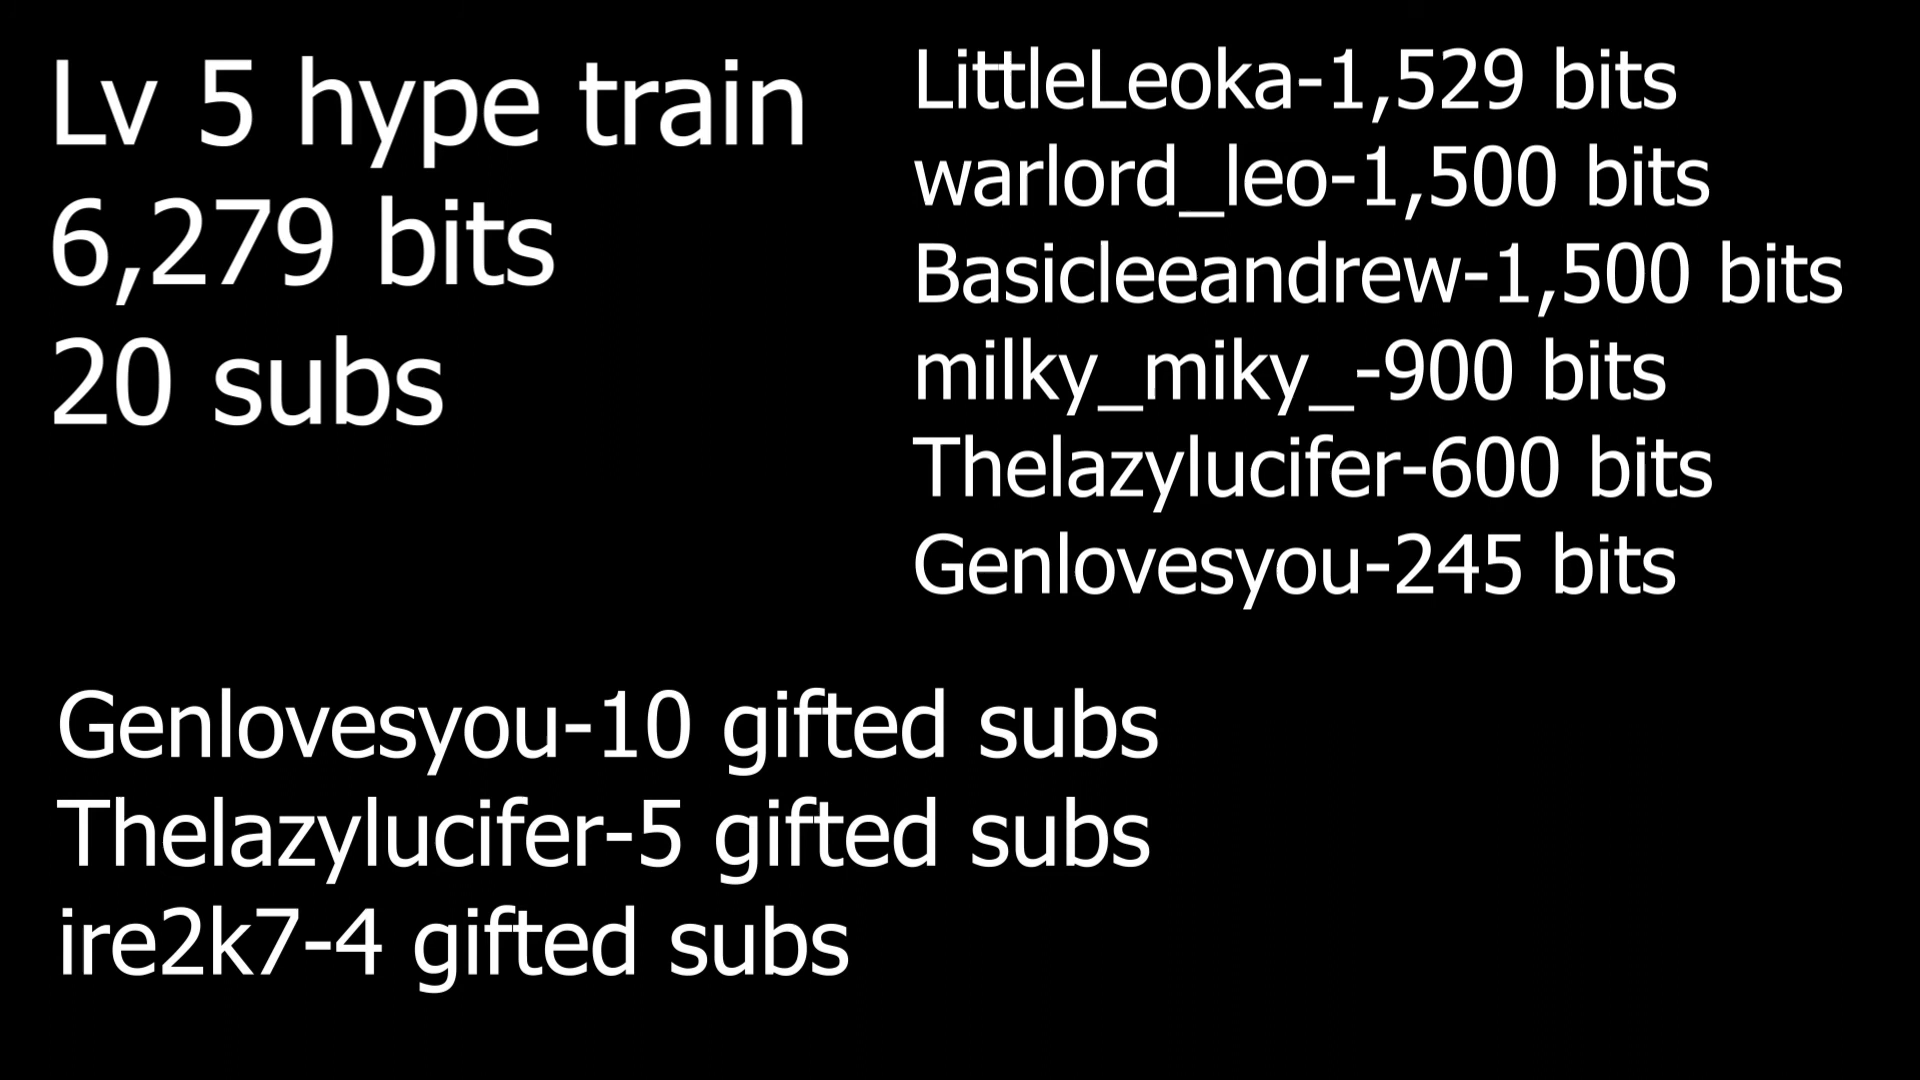 Lv 5 hype train
6,279 bits
20 subs
LittleLeoka-1,529 bits
warlord_leo-1,500 bits
Basicleeandrew-1,500 bits
milky_miky_-900 bits
Thelazylucifer-600 bits
Genlovesyou-245 bits
Genlovesyou-10 gifted subs
Thelazylucifer-5 gifted subs
ire2k7-4 gifted subs